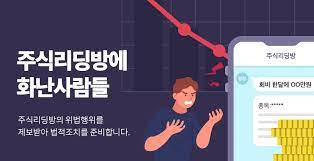 주식리딩방에
화난사람들
주식리딩방의 위법행위를
제보받아 법적조치를 준비합니다.
주식리딩방
회비 한달에 OO만원
종목:*****